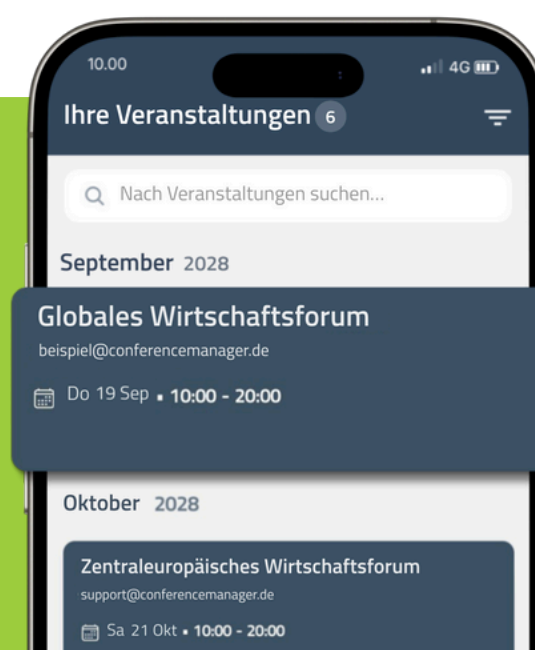 10.00 4G
Ihre Veranstaltungen 6
Nach Veranstaltungen suchen...
September 2028
Globales Wirtschaftsforum
beispiel@conferencemanager.de
Do 19 Sep ▪ 10:00 - 20:00
Oktober 2028
Zentraleuropäisches Wirtschaftsforum
support@conferencemanager.de
Sa 21 Okt ▪ 10:00 - 20:00